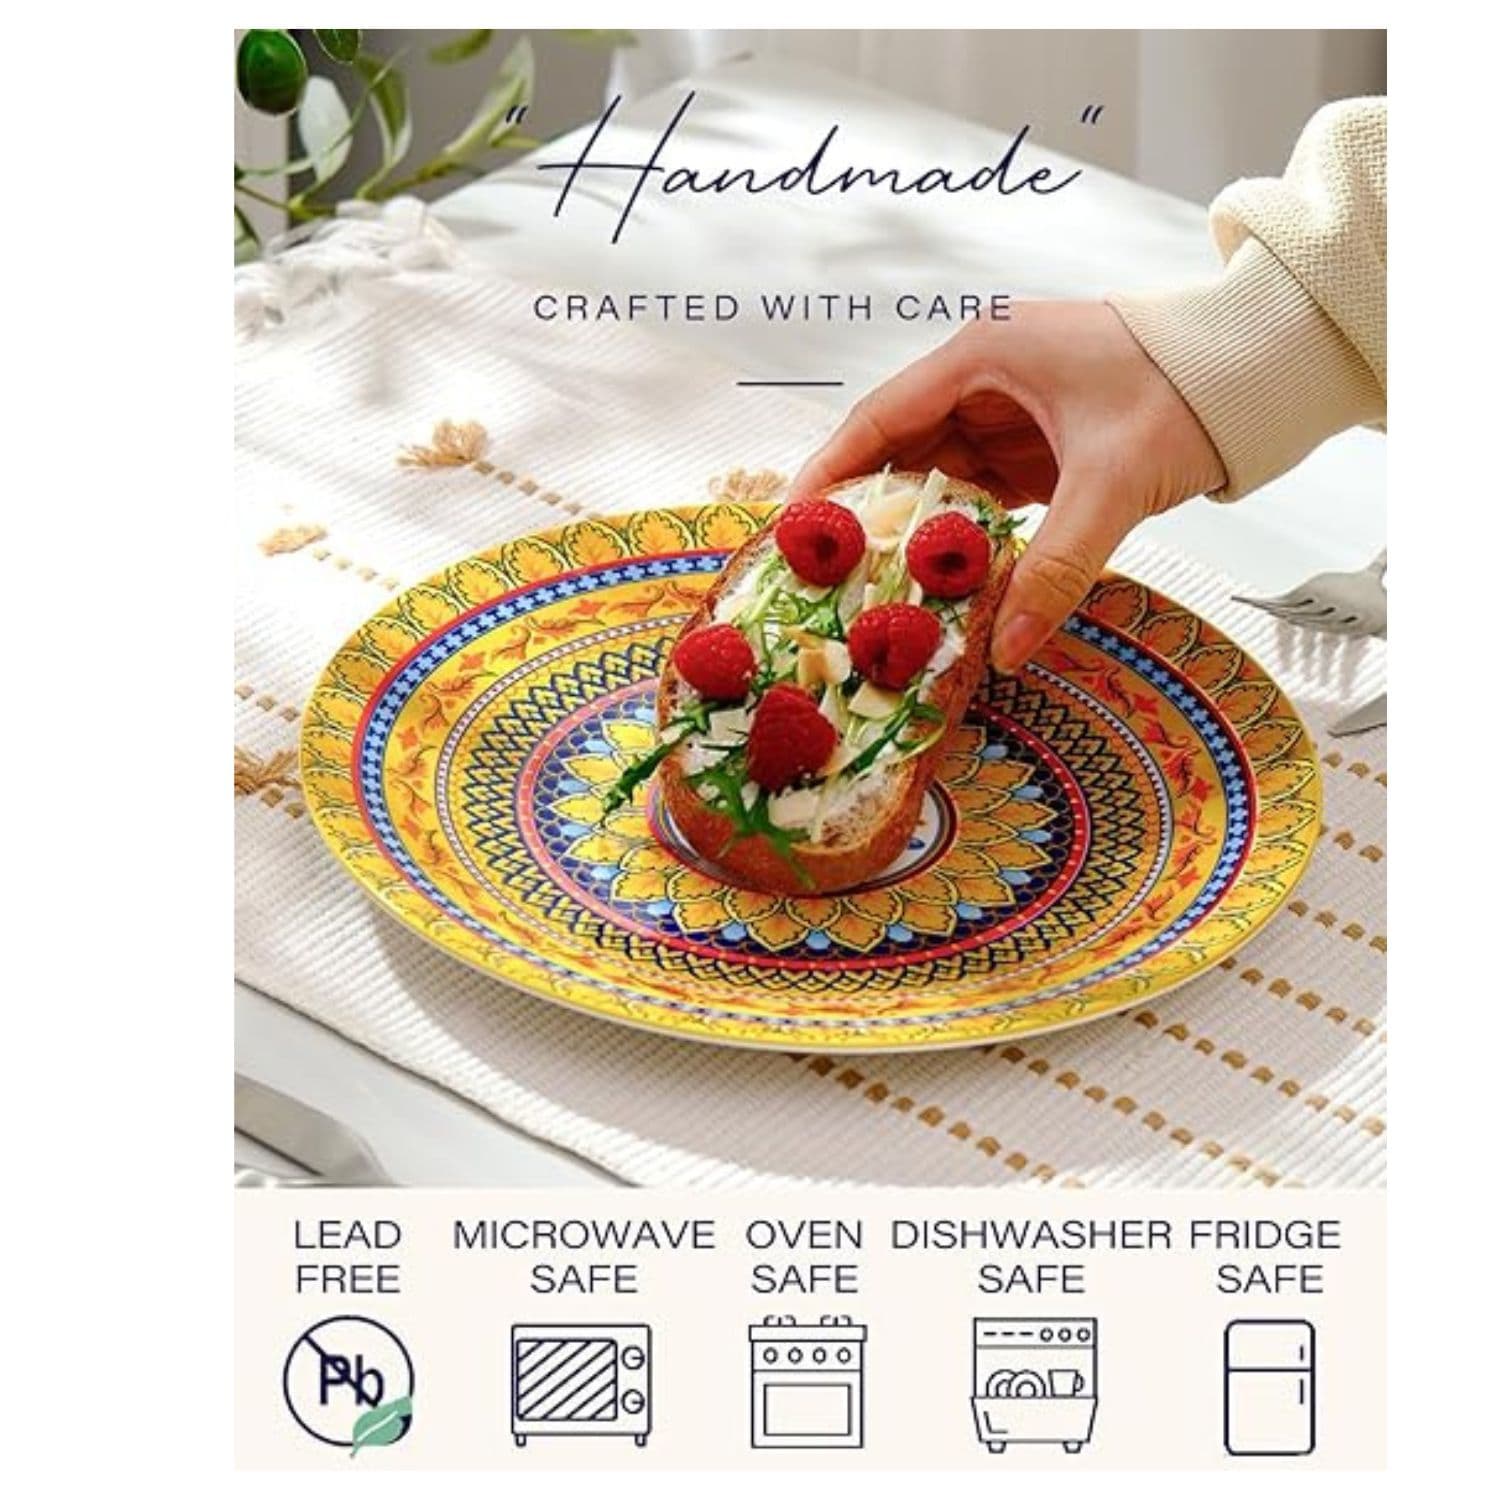 “Handmade“
CRAFTED WITH CARE
LEAD FREE
MICROWAVE SAFE
OVEN SAFE
DISHWASHER SAFE
FRIDGE SAFE
Pb